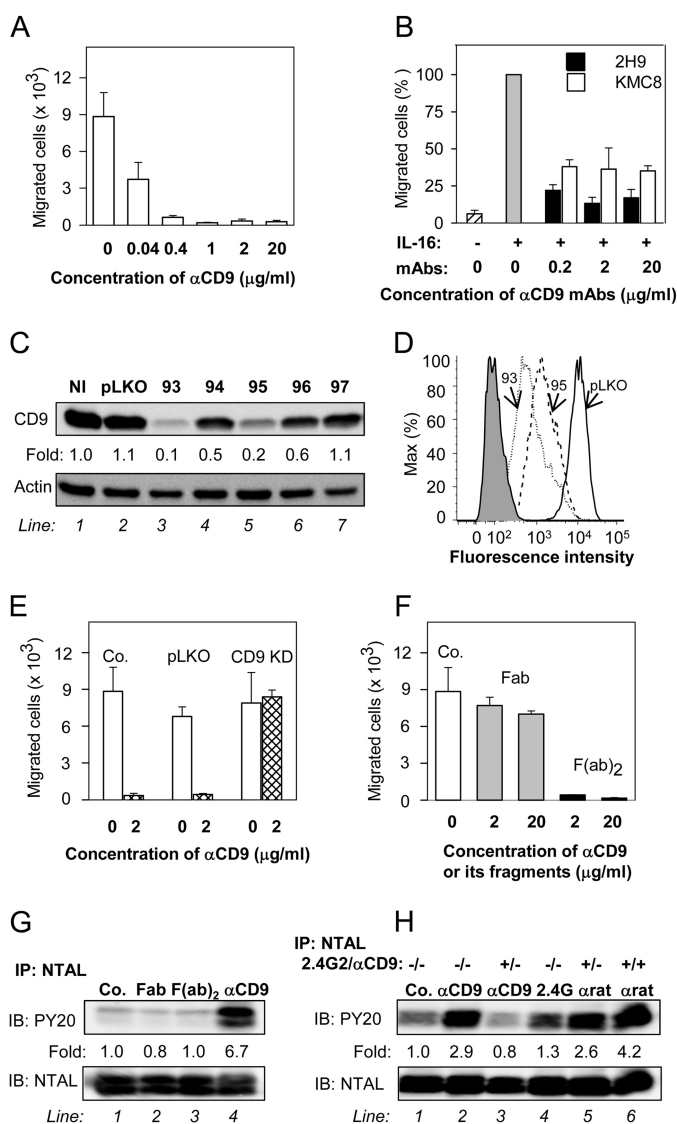 A
Migrated cells (x 10³)
12
9
6
3
0
0 0.04 0.4 1 2 20
Concentration of αCD9 (μg/ml)
B
Migrated cells (% )
100
75
50
25
0
2H9
KMC8
IL-16: - + + + +
mAbs: 0 0 0.2 2 20
Concentration of αCD9 mAbs (μg/ml)
C
NI pLKO 93 94 95 96 97
CD9
Fold: 1.0 1.1 0.1 0.5 0.2 0.6 1.1
Actin
Line: 1 2 3 4 5 6 7
D
Max (%)
100
80
60
40
20
0
93
95
pLKO
0 10² 10³ 10⁴ 10⁵
Fluorescence intensity
E
Migrated cells (x 10³)
12
9
6
3
0
Co. pLKO CD9 KD
0 2 0 2 0 2
Concentration of αCD9 (μg/ml)
F
Migrated cells (x 10³)
12
9
6
3
0
Co.
Fab
F(ab)₂
0 2 20 2 20
Concentration of αCD9
or its fragments (μg/ml)
G
IP: NTAL
Co. Fab F(ab)₂ αCD9
IB: PY20
Fold: 1.0 0.8 1.0 6.7
IB: NTAL
Line: 1 2 3 4
H
IP: NTAL
2.4G2/αCD9: -/- -/- +/- -/- +/- +/+
Co. αCD9 αCD9 2.4G αrat αrat
IB: PY20
Fold: 1.0 2.9 0.8 1.3 2.6 4.2
IB: NTAL
Line: 1 2 3 4 5 6